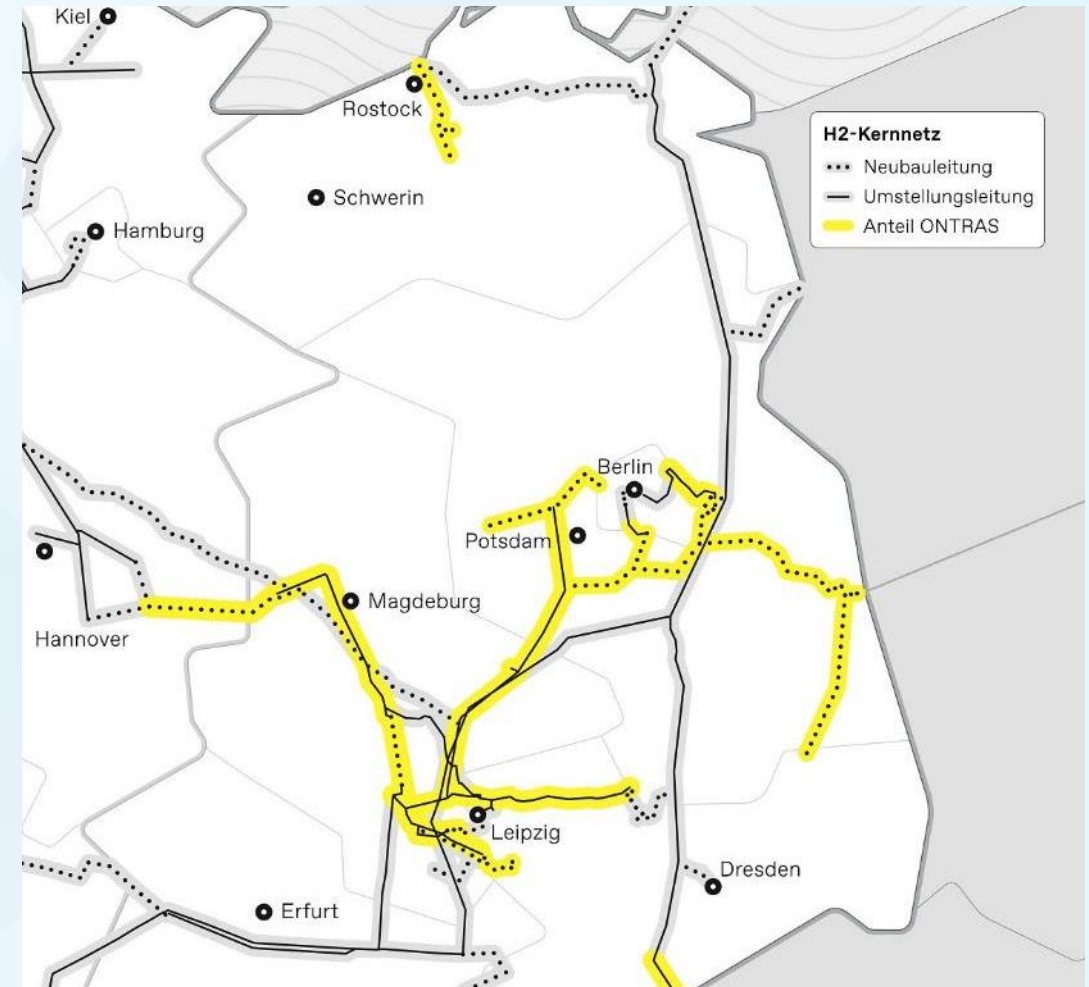 Kiel
Rostock
H2-Kernnetz
Neubauleitung
Umstellungsleitung
Anteil ONTRAS
Schwerin
Hamburg
Berlin
Potsdam
Magdeburg
Hannover
Leipzig
Dresden
Erfurt